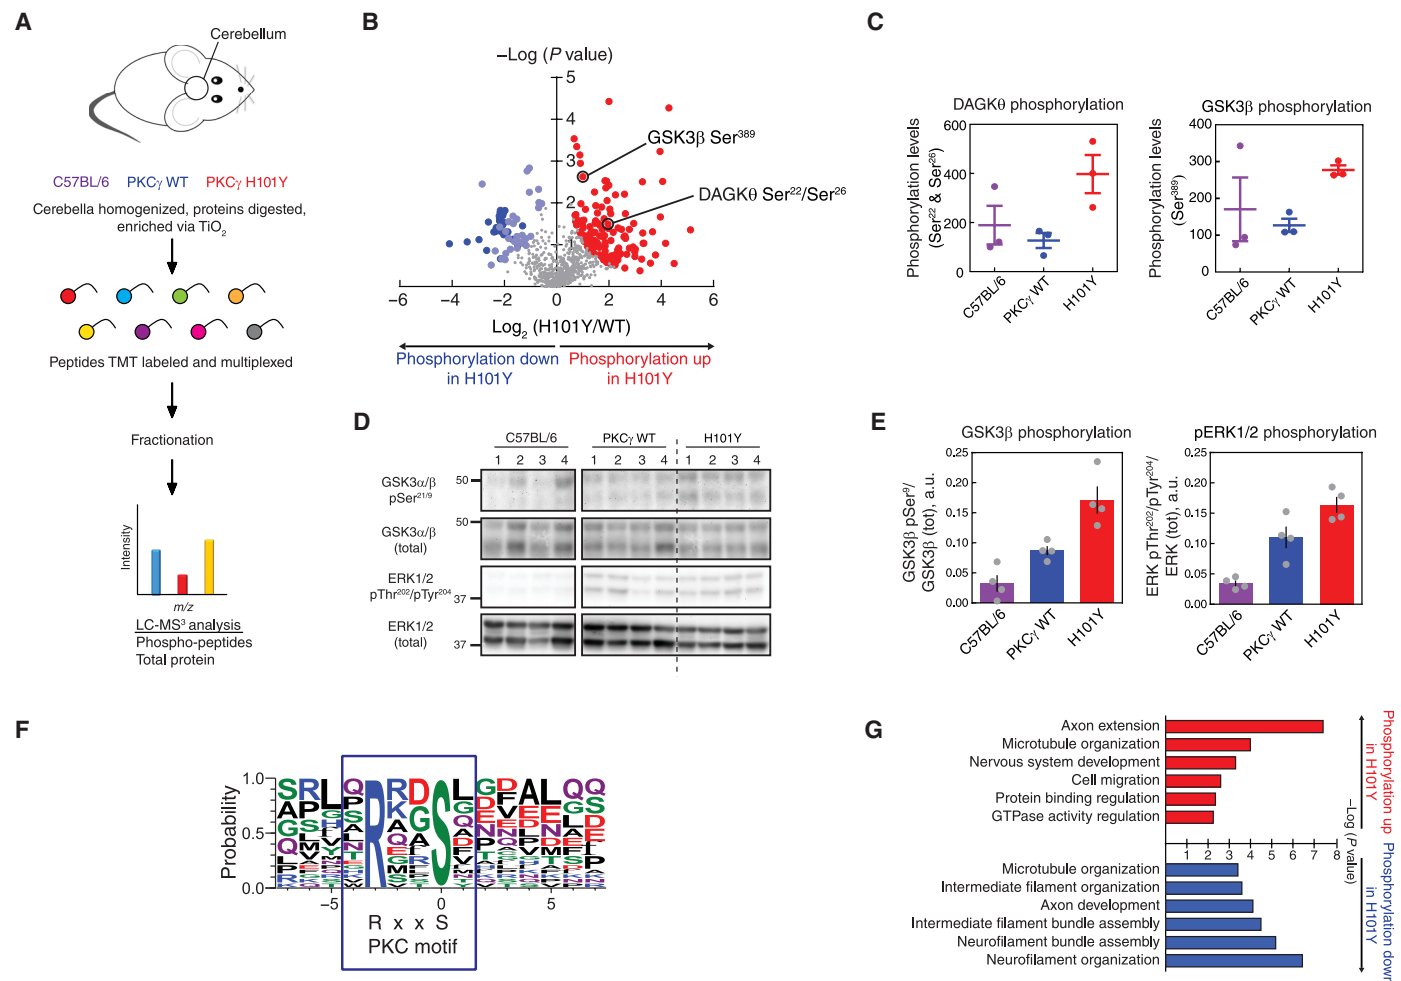 A
Cerebellum
C57BL/6 PKCγ WT PKCγ H101Y
Cerebella homogenized, proteins digested,
enriched via TiO2
Peptides TMT labeled and multiplexed
Fractionation
Intensity
m/z
LC-MS³ analysis
Phospho-peptides
Total protein
B
–Log (P value)
5
4
3
2
1
GSK3β Ser³⁸⁹
DAGKθ Ser²²/Ser²⁶
−6 −4 −2 0 2 4 6
Log2 (H101Y/WT)
Phosphorylation down
in H101Y
Phosphorylation up
in H101Y
C
DAGKθ phosphorylation
Phosphorylation levels
(Ser²² & Ser²⁶)
600
400
200
0
C57BL/6
PKCγ WT
H101Y
GSK3β phosphorylation
Phosphorylation levels
(Ser³⁸⁹)
400
300
200
100
0
C57BL/6
PKCγ WT
H101Y
D
C57BL/6 PKCγ WT H101Y
1 2 3 4 1 2 3 4 1 2 3 4
GSK3α/β
pSer²¹/⁹
50
GSK3α/β
(total)
50
ERK1/2
pThr²⁰²/pTyr²⁰⁴
37
ERK1/2
(total)
37
E
GSK3β phosphorylation
GSK3β pSer⁹/
GSK3β (tot), a.u.
0.25
0.20
0.15
0.10
0.05
0.00
C57BL/6
PKCγ WT
H101Y
pERK1/2 phosphorylation
ERK pThr²⁰²/pTyr²⁰⁴/
ERK (tot), a.u.
0.25
0.20
0.15
0.10
0.05
0.00
C57BL/6
PKCγ WT
H101Y
F
Probability
1.0
0.5
0.0
−5 0 5
R x x S
PKC motif
G
Axon extension
Microtubule organization
Nervous system development
Cell migration
Protein binding regulation
GTPase activity regulation
1 2 3 4 5 6 7 8
–Log (P value)
Microtubule organization
Intermediate filament organization
Axon development
Intermediate filament bundle assembly
Neurofilament bundle assembly
Neurofilament organization
Phosphorylation up
in H101Y
Phosphorylation down
in H101Y